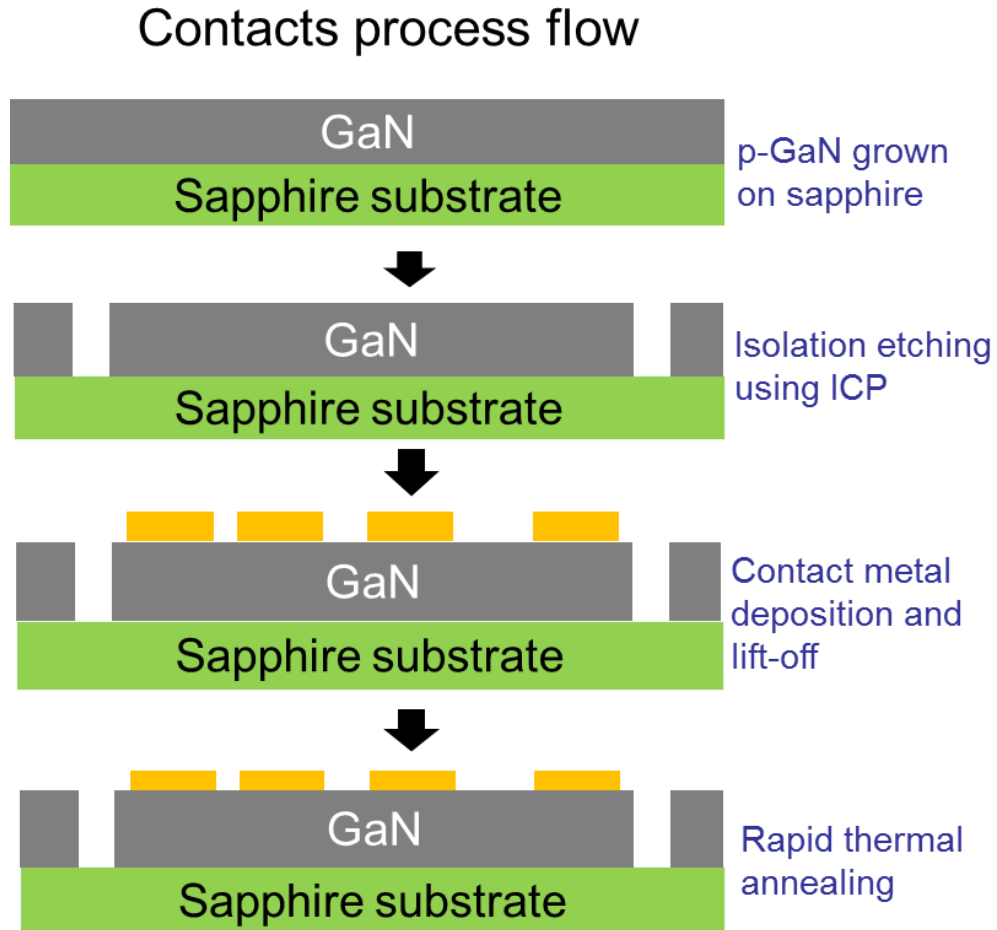 Contacts process flow
GaN
Sapphire substrate
p-GaN grown
on sapphire
GaN
Sapphire substrate
Isolation etching
using ICP
GaN
Sapphire substrate
Contact metal
deposition and
lift-off
GaN
Sapphire substrate
Rapid thermal
annealing